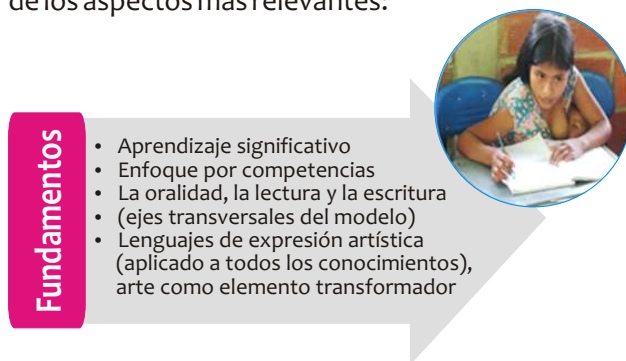 de los aspectos más relevantes:
Fundamentos
• Aprendizaje significativo
• Enfoque por competencias
• La oralidad, la lectura y la escritura
• (ejes transversales del modelo)
• Lenguajes de expresión artística
(aplicado a todos los conocimientos),
arte como elemento transformador